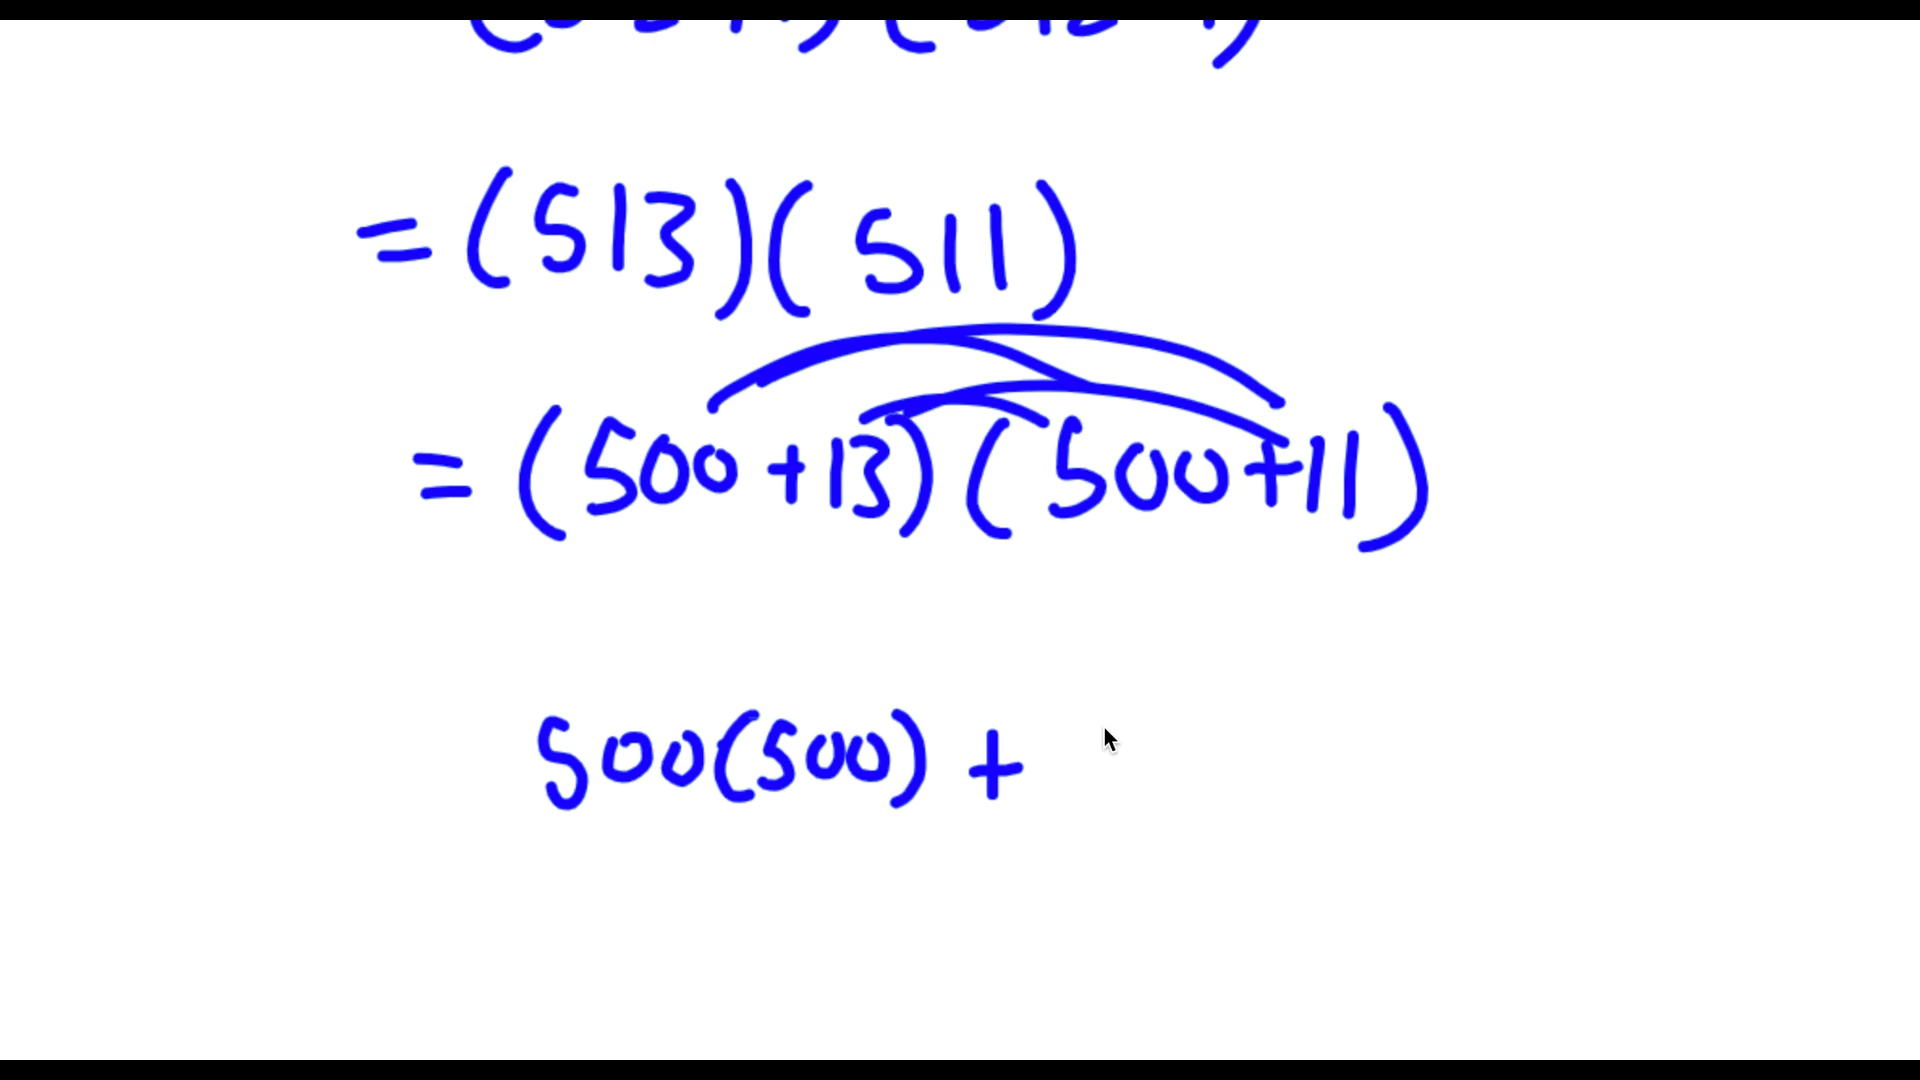 = (513)(511)
= (500+13)(500+11)
500(500) +